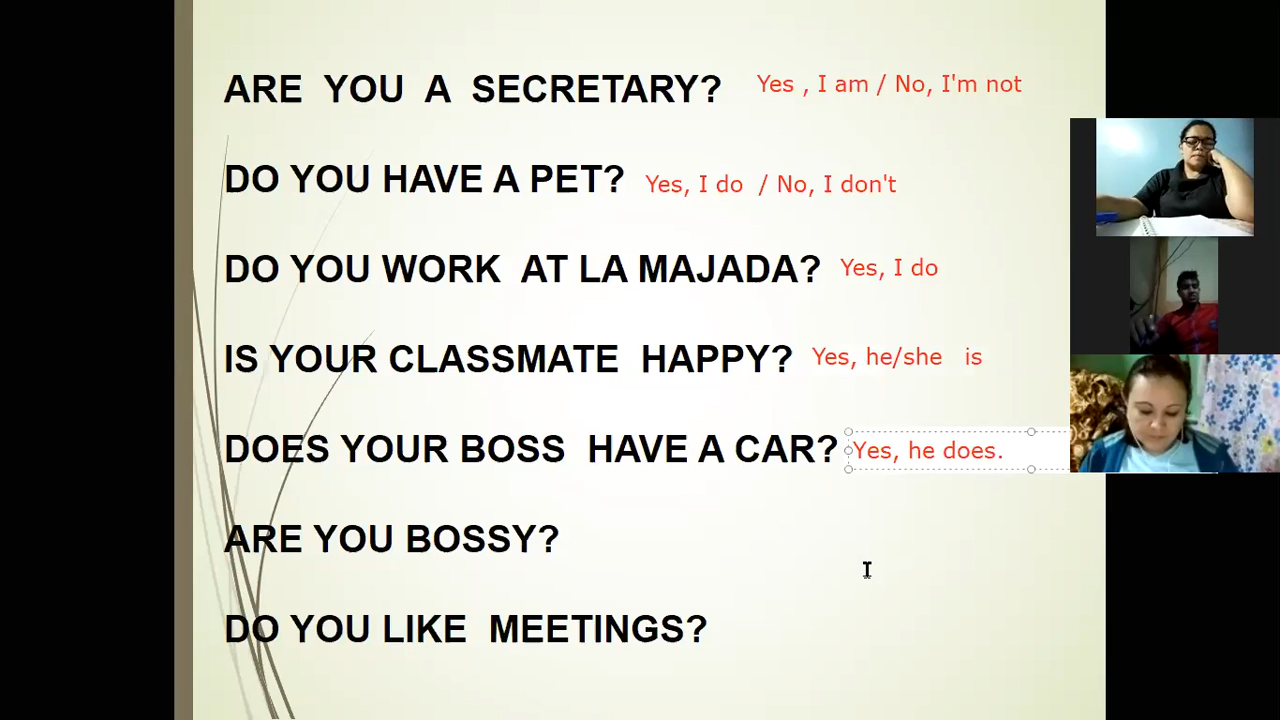 ARE YOU A SECRETARY? Yes , I am / No, I'm not
DO YOU HAVE A PET? Yes, I do / No, I don't
DO YOU WORK AT LA MAJADA? Yes, I do
IS YOUR CLASSMATE HAPPY? Yes, he/she is
DOES YOUR BOSS HAVE A CAR? Yes, he does.
ARE YOU BOSSY?
DO YOU LIKE MEETINGS?